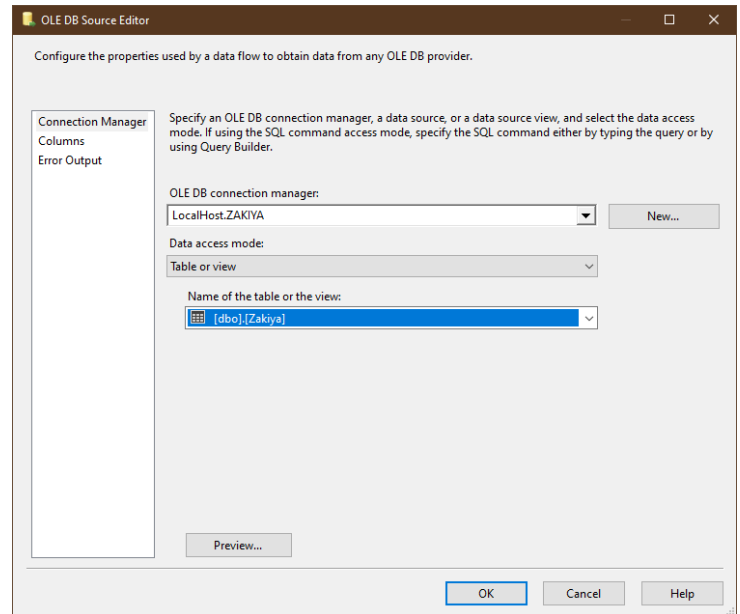 OLE DB Source Editor
Configure the properties used by a data flow to obtain data from any OLE DB provider.
Connection Manager
Columns
Error Output
Specify an OLE DB connection manager, a data source, or a data source view, and select the data access
mode. If using the SQL command access mode, specify the SQL command either by typing the query or by
using Query Builder.
OLE DB connection manager:
LocalHost.ZAKIYA
New...
Data access mode:
Table or view
Name of the table or the view:
[dbo].[Zakiya]
Preview...
OK
Cancel
Help